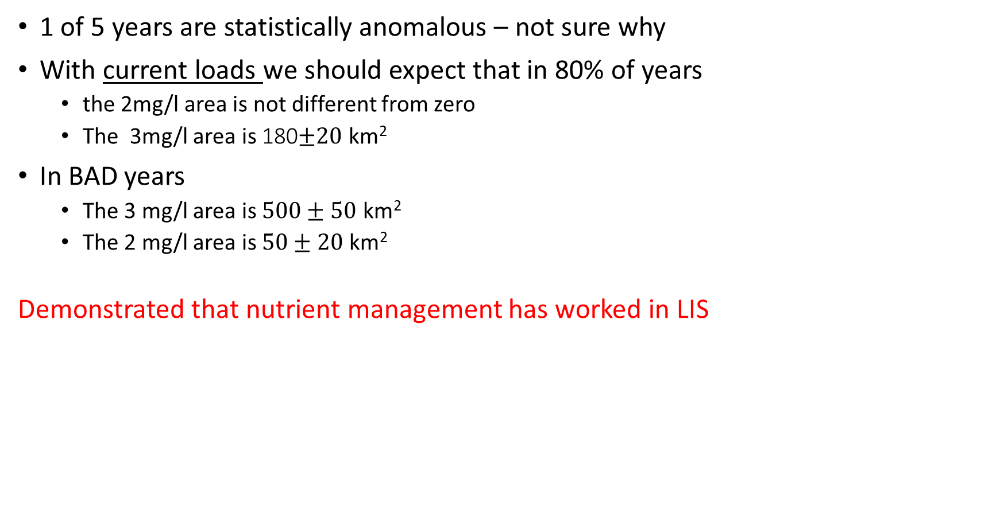 • 1 of 5 years are statistically anomalous – not sure why
• With current loads we should expect that in 80% of years
• the 2mg/l area is not different from zero
• The 3mg/l area is 180±20 km²
• In BAD years
• The 3 mg/l area is 500 ± 50 km²
• The 2 mg/l area is 50 ± 20 km²
Demonstrated that nutrient management has worked in LIS